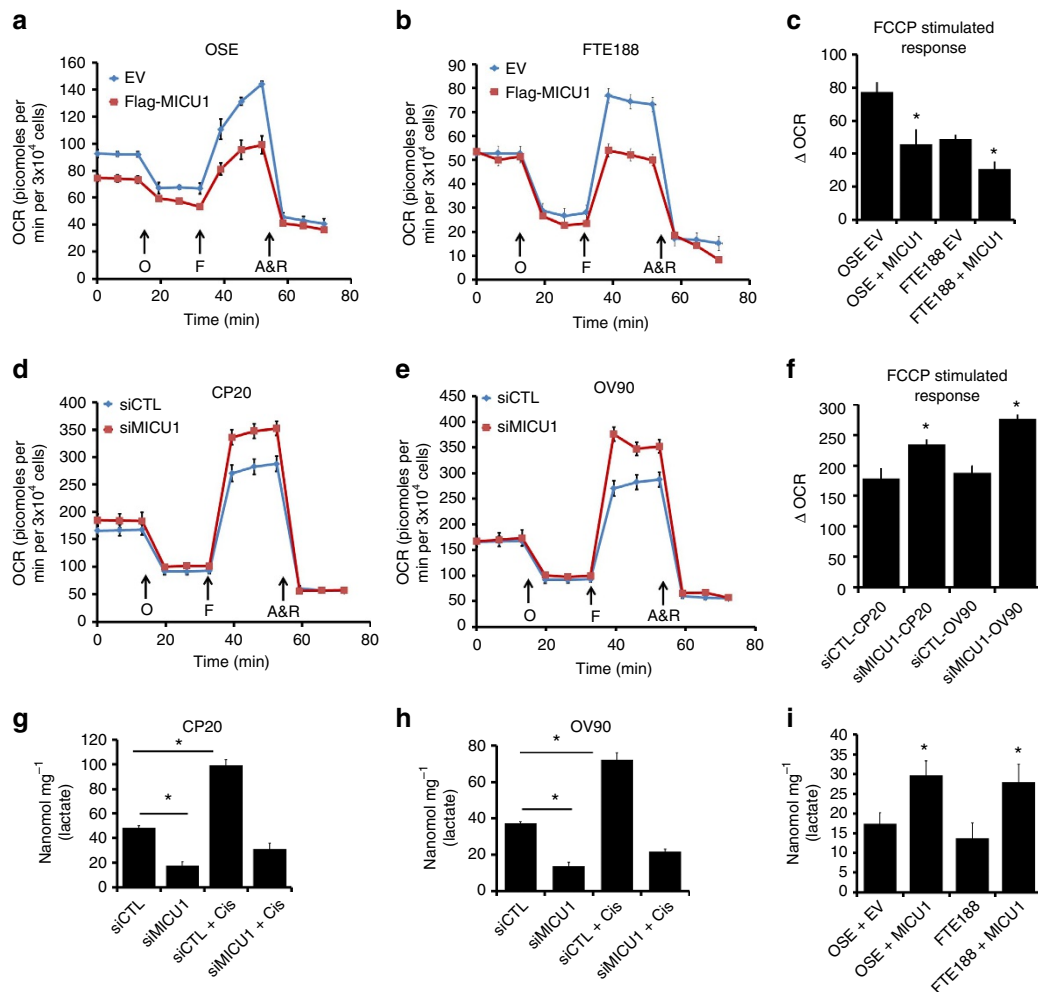 a
OSE
EV
Flag-MICU1
OCR (picomoles per
min per 3x10⁴ cells)
160
140
120
100
80
60
40
20
0
O
F
A&R
0
20
40
60
80
Time (min)
b
FTE188
EV
Flag-MICU1
OCR (picomoles per
min per 3x10⁴ cells)
90
80
70
60
50
40
30
20
10
0
O
F
A&R
0
20
40
60
80
Time (min)
c
FCCP stimulated
response
Δ OCR
100
80
60
40
20
0
*
*
OSE EV
OSE + MICU1
FTE188 EV
FTE188 + MICU1
d
CP20
siCTL
siMICU1
OCR (picomoles per
min per 3x10⁴ cells)
400
350
300
250
200
150
100
50
0
O
F
A&R
0
20
40
60
80
Time (min)
e
OV90
siCTL
siMICU1
OCR (picomoles per
min per 3x10⁴ cells)
450
400
350
300
250
200
150
100
50
0
O
F
A&R
0
20
40
60
80
Time (min)
f
FCCP stimulated
response
Δ OCR
300
250
200
150
100
50
0
*
*
siCTL-CP20
siMICU1-CP20
siCTL-OV90
siMICU1-OV90
g
CP20
Nanomol mg⁻¹
(lactate)
120
100
80
60
40
20
0
*
*
siCTL
siMICU1
siCTL + Cis
siMICU1 + Cis
h
OV90
Nanomol mg⁻¹
(lactate)
80
60
40
20
0
*
*
siCTL
siMICU1
siCTL + Cis
siMICU1 + Cis
i
Nanomol mg⁻¹
(lactate)
40
35
30
25
20
15
10
5
0
*
*
OSE + EV
OSE + MICU1
FTE188
FTE188 + MICU1